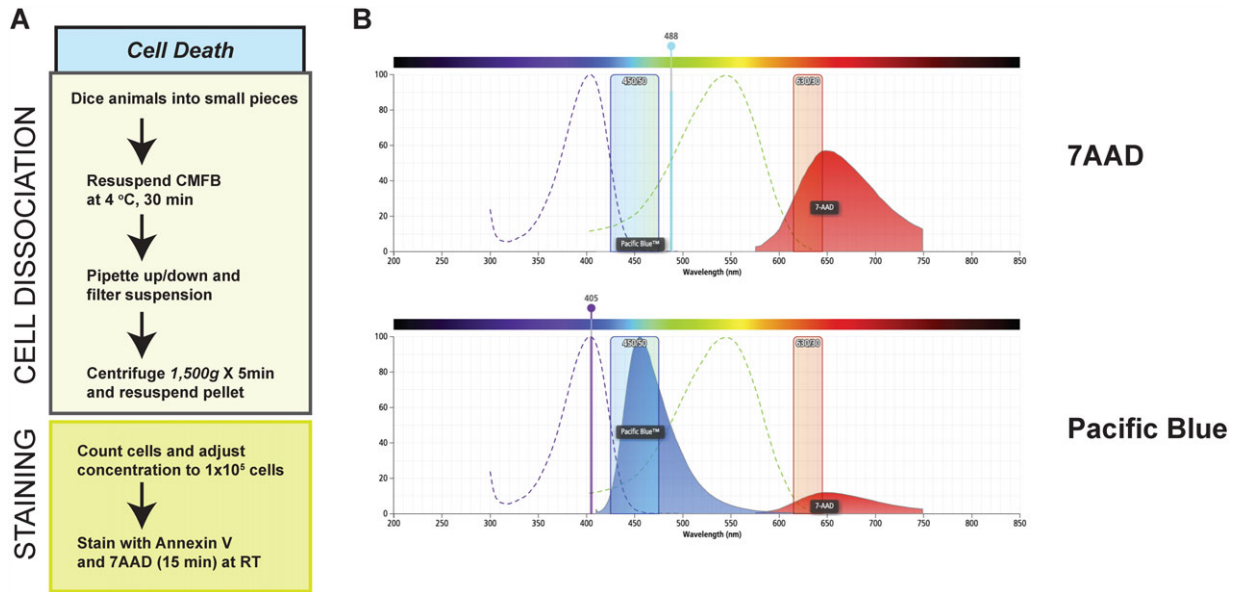 A
Cell Death
CELL DISSOCIATION
Dice animals into small pieces
Resuspend CMFB
at 4 °C, 30 min
Pipette up/down and
filter suspension
Centrifuge 1,500g X 5min
and resuspend pellet
STAINING
Count cells and adjust
concentration to 1x10⁵ cells
Stain with Annexin V
and 7AAD (15 min) at RT
B
488
450/50
630/30
100
80
60
40
20
0
Pacific Blue™
7-AAD
200 250 300 350 400 450 500 550 600 650 700 750 800 850
Wavelength (nm)
7AAD
405
450/50
630/30
100
80
60
40
20
0
Pacific Blue™
7-AAD
200 250 300 350 400 450 500 550 600 650 700 750 800 850
Wavelength (nm)
Pacific Blue